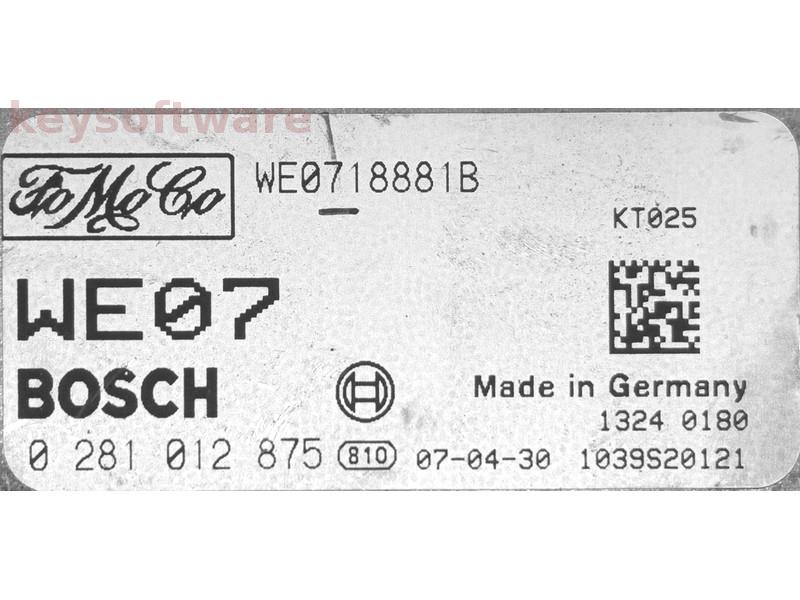 keysoftware
FoMoCo WE0718881B
KT025
WE07
BOSCH
Made in Germany
1324 0180
0 281 012 875 810 07-04-30 1039S20121